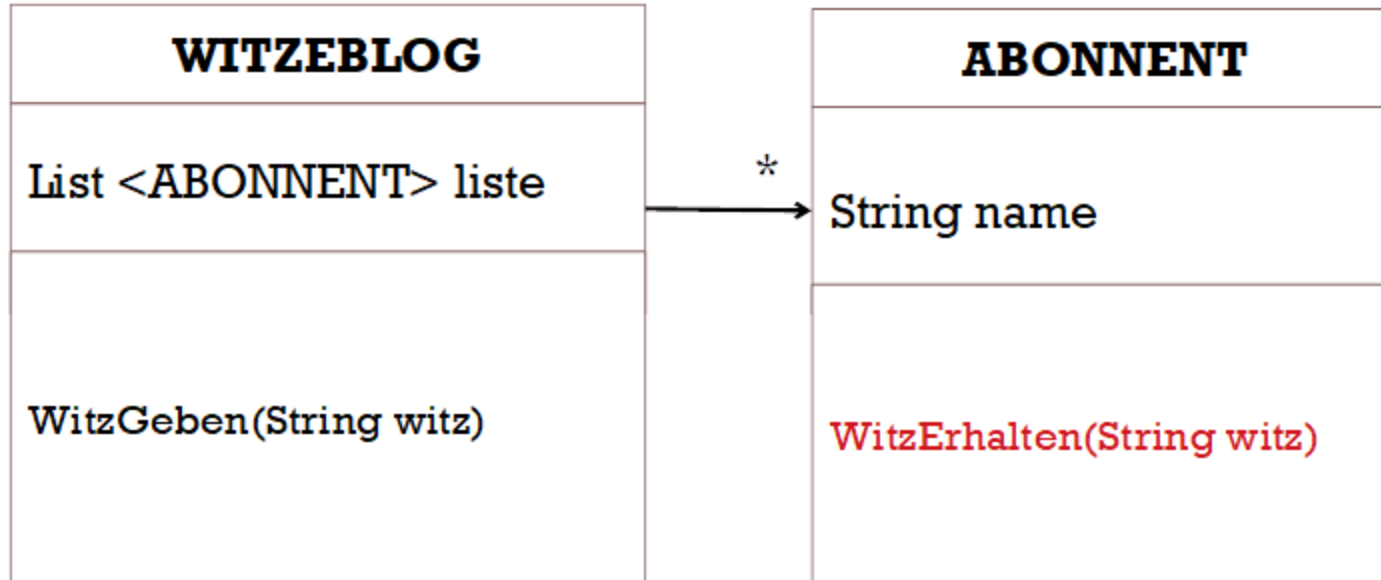 WITZEBLOG
List <ABONNENT> liste
WitzGeben(String witz)
*
ABONNENT
String name
WitzErhalten(String witz)